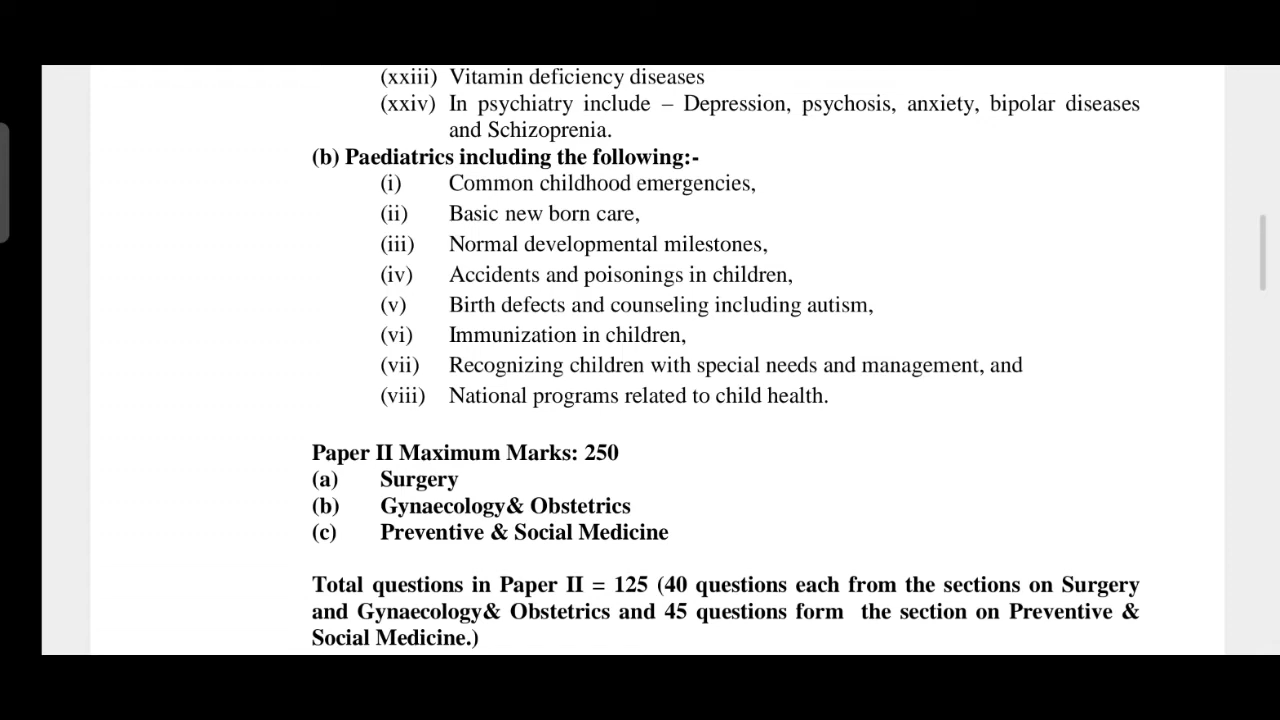 (xxiii) Vitamin deficiency diseases
(xxiv) In psychiatry include – Depression, psychosis, anxiety, bipolar diseases
and Schizoprenia.
(b) Paediatrics including the following:-
(i) Common childhood emergencies,
(ii) Basic new born care,
(iii) Normal developmental milestones,
(iv) Accidents and poisonings in children,
(v) Birth defects and counseling including autism,
(vi) Immunization in children,
(vii) Recognizing children with special needs and management, and
(viii) National programs related to child health.
Paper II Maximum Marks: 250
(a) Surgery
(b) Gynaecology& Obstetrics
(c) Preventive & Social Medicine
Total questions in Paper II = 125 (40 questions each from the sections on Surgery
and Gynaecology& Obstetrics and 45 questions form the section on Preventive &
Social Medicine.)